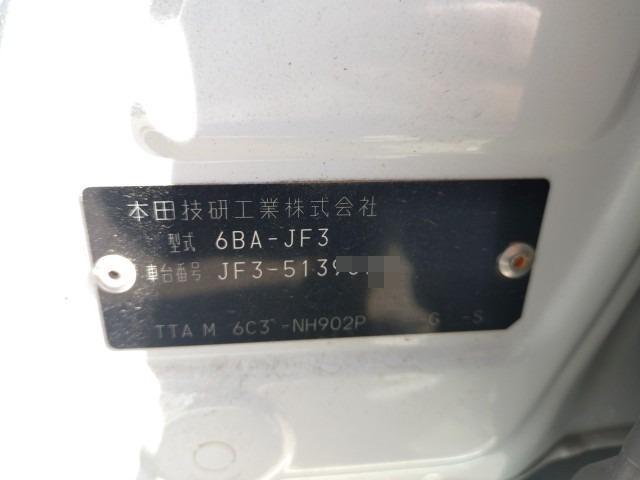 本田技研工業株式会社
型式 6BA-JF3
車台番号 JF3-5139
TTA M 6C3 -NH902P G -S